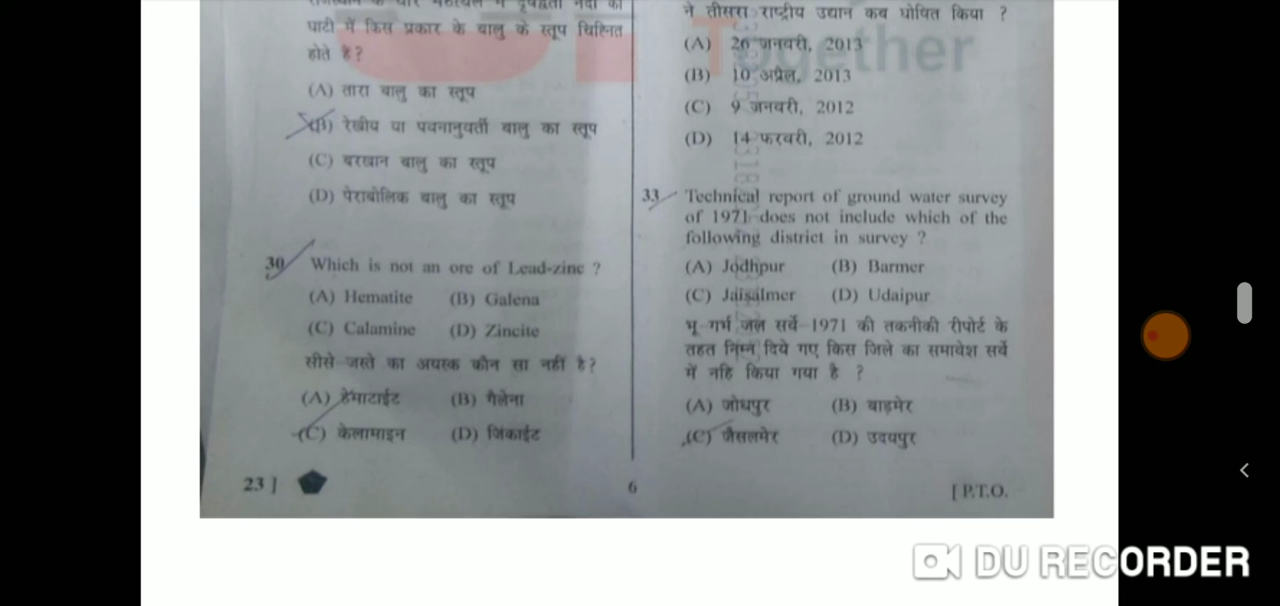 घाटी में किस प्रकार के बालु के स्तूप चिह्नित
होते है?
(A) तारा बालु का स्तूप
(B) रेखीय या पवनानुवर्ती बालु का स्तूप
(C) बरखान बालु का स्तूप
(D) पेराबोलिक बालु का स्तूप
30 Which is not an ore of Lead-zinc ?
(A) Hematite (B) Galena
(C) Calamine (D) Zincite
सीसे जस्ते का अयस्क कौन सा नहीं है?
(A) हेमाटाईट (B) गैलेना
(C) केलामाइन (D) जिंकाईट
23 ]
ने तीसरा राष्ट्रीय उद्यान कब घोषित किया ?
(A) 26 जनवरी, 2013
Together
(B) 10 अप्रैल, 2013
(C) 9 जनवरी, 2012
(D) 14 फरवरी, 2012
33 Technical report of ground water survey
of 1971 does not include which of the
following district in survey ?
(A) Jodhpur (B) Barmer
(C) Jaisalmer (D) Udaipur
भू गर्भ जल सर्वे 1971 की तकनीकी रीपोर्ट के
तहत निम्न दिये गए किस जिले का समावेश सर्वे
में नहि किया गया है ?
(A) जोधपुर (B) बाड़मेर
(C) जैसलमेर (D) उदयपुर
6
[ P.T.O.
DU RECORDER